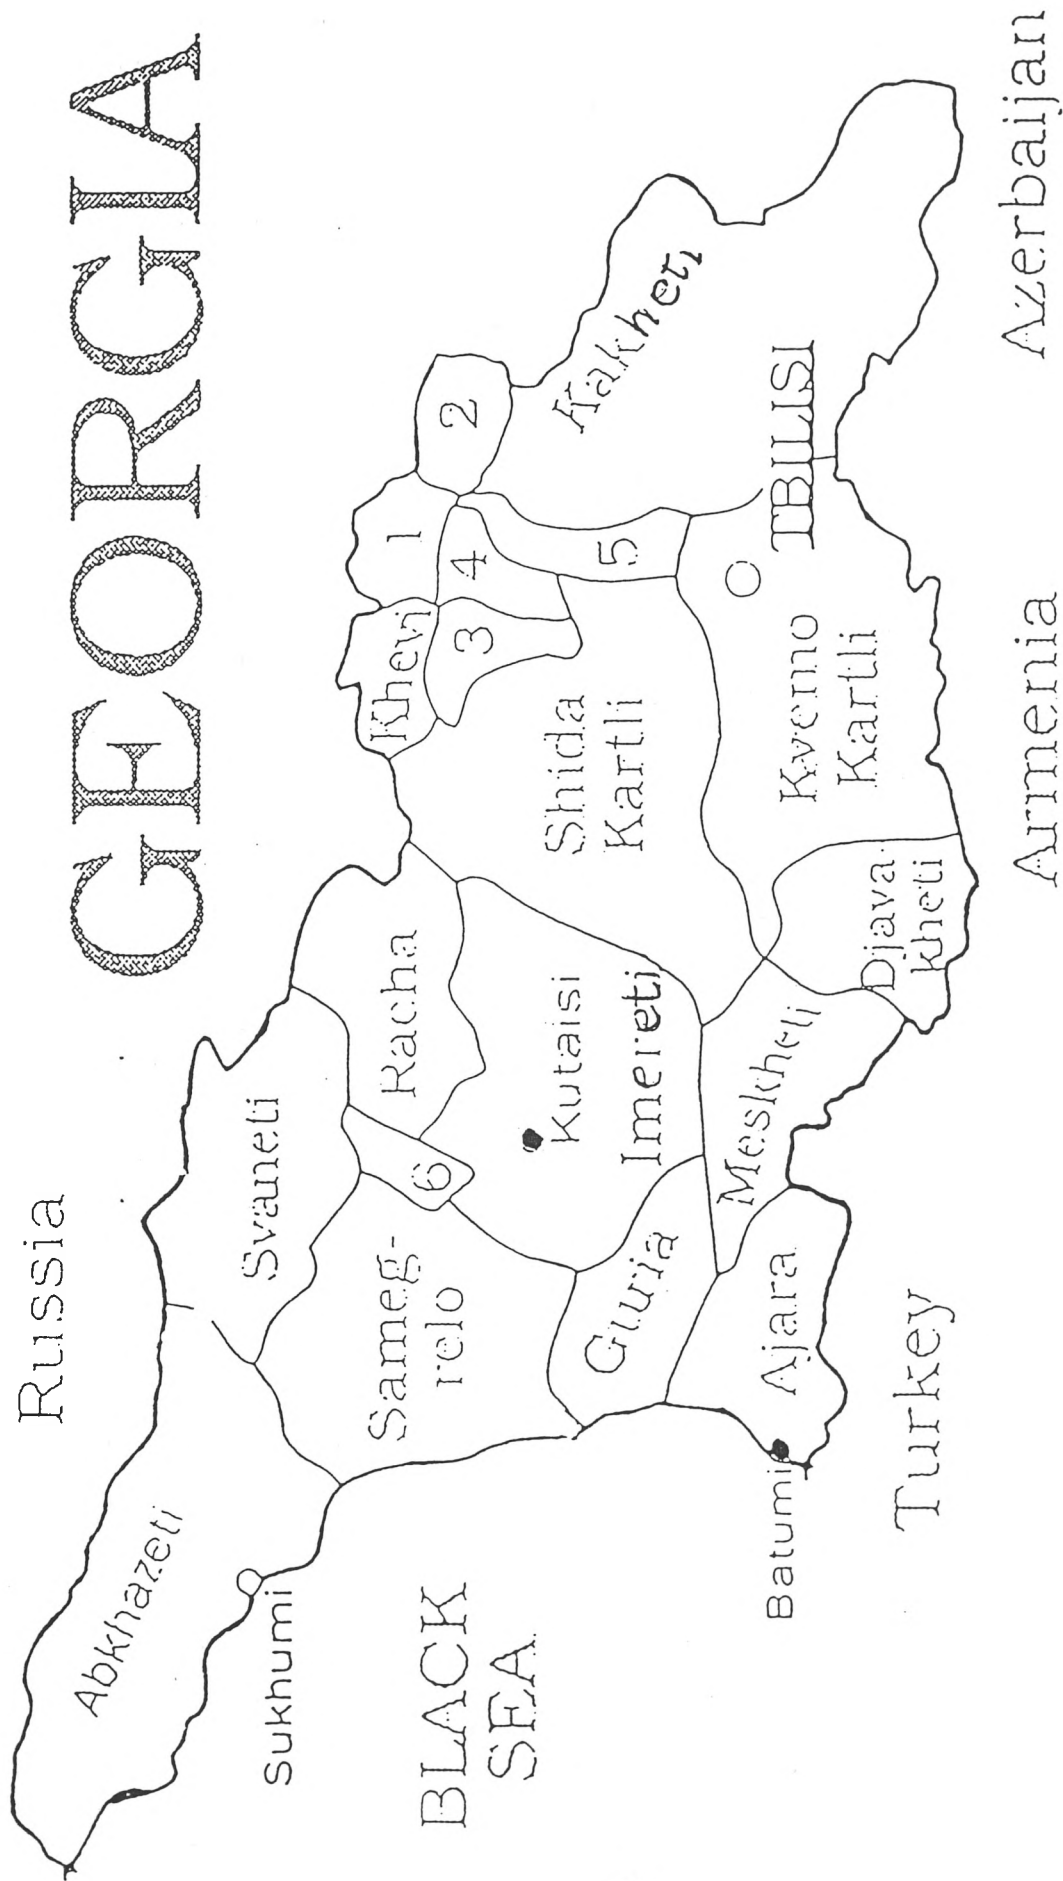 GEORGIA
Russia
Abkhazeti
Svaneti
Sukhumi
Racha
Khevi
1
2
3
4
5
6
Sameg-
relo
BLACK
SEA
Kutaisi
Imereti
Shida
Kartli
Kakheti
Guria
Meskheti
TBILISI
Kvemo
Kartli
Djava-
kheti
Ajara
Batumi
Turkey
Armenia
Azerbaijan